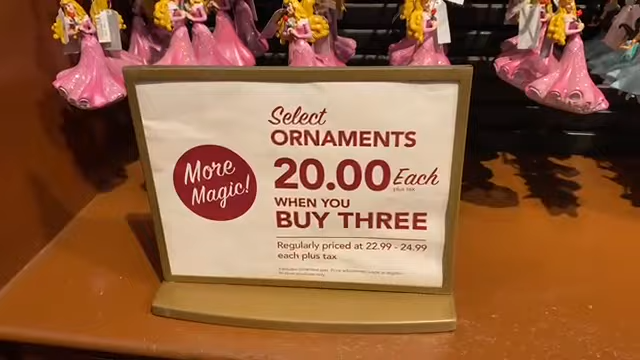 More
Magic!
Select
ORNAMENTS
20.00 Each
plus tax
WHEN YOU
BUY THREE
Regularly priced at 22.99 - 24.99
each plus tax